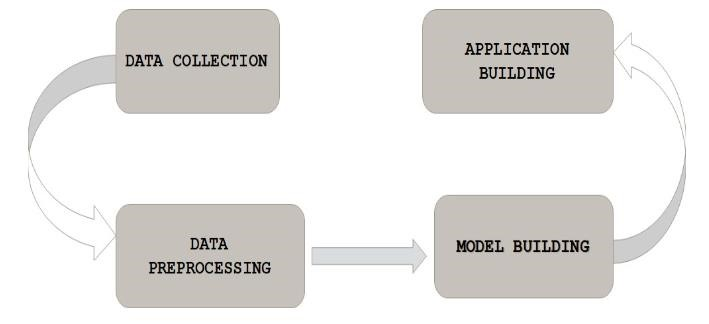 DATA COLLECTION
DATA
PREPROCESSING
MODEL BUILDING
APPLICATION
BUILDING